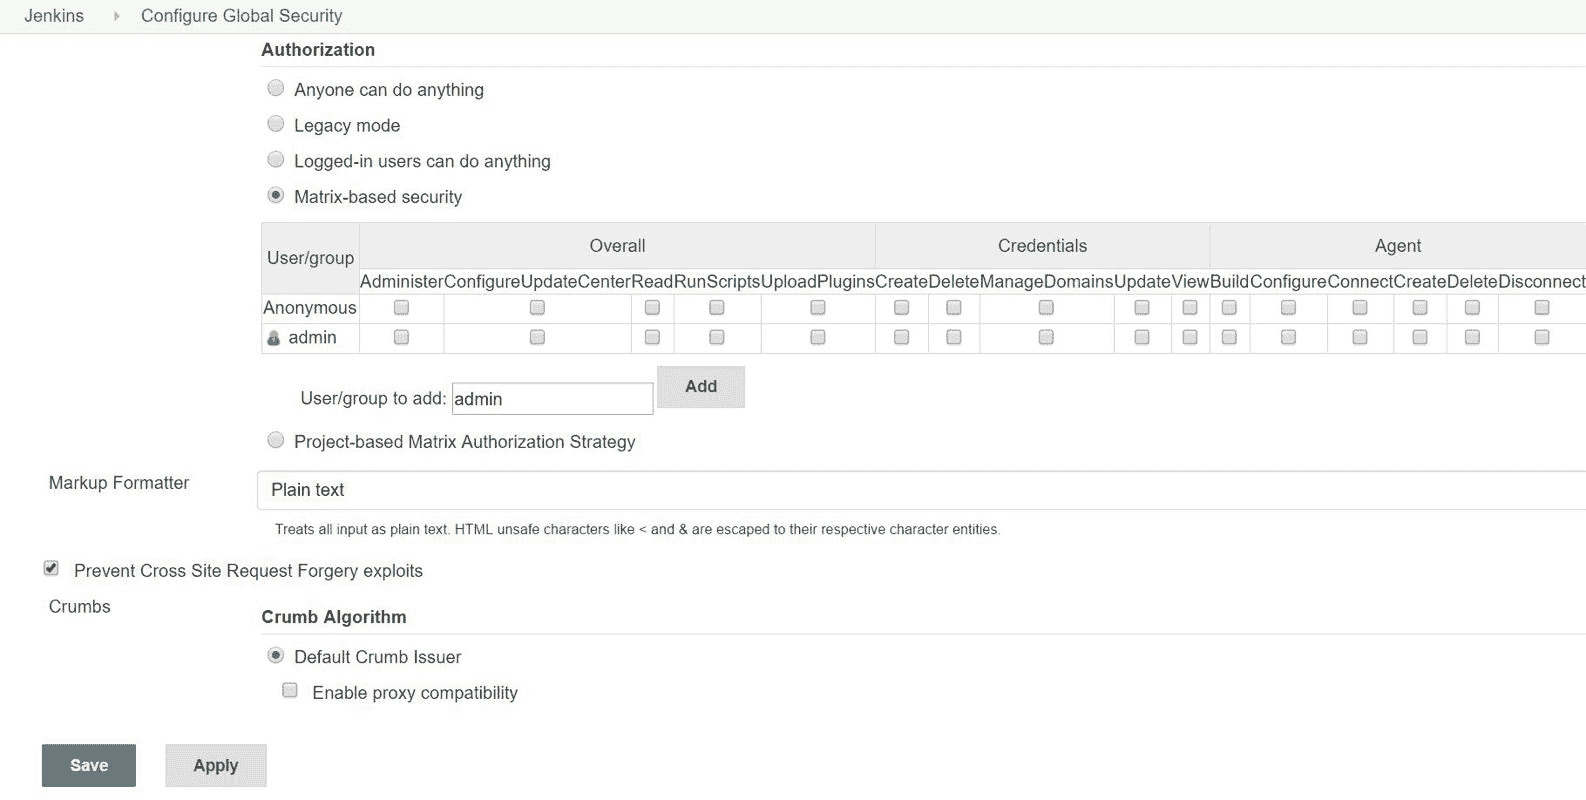 Jenkins Configure Global Security
Authorization
Anyone can do anything
Legacy mode
Logged-in users can do anything
Matrix-based security
User/group Overall Credentials Agent
Administer ConfigureUpdateCenter Read RunScripts UploadPlugins Create Delete ManageDomains Update View Build Configure Connect Create Delete Disconnect
Anonymous
admin
User/group to add: admin Add
Project-based Matrix Authorization Strategy
Markup Formatter Plain text
Treats all input as plain text. HTML unsafe characters like < and & are escaped to their respective character entities.
Prevent Cross Site Request Forgery exploits
Crumbs
Crumb Algorithm
Default Crumb Issuer
Enable proxy compatibility
Save Apply